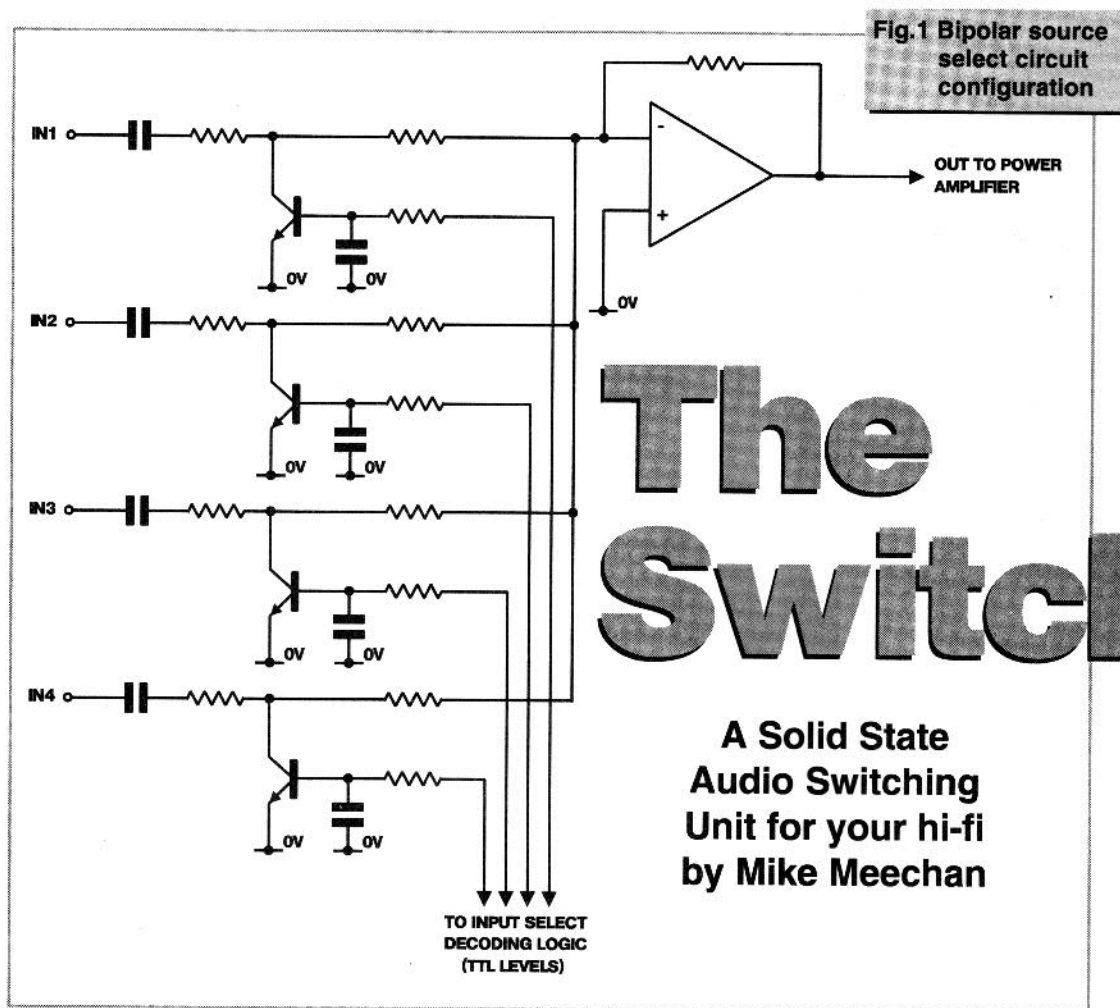 Fig.1 Bipolar source
select circuit
configuration
IN1
-
+
OUT TO POWER
AMPLIFIER
0V
0V
0V
IN2
0V
0V
IN3
0V
0V
IN4
0V
0V
The
Switch
A Solid State
Audio Switching
Unit for your hi-fi
by Mike Meechan
TO INPUT SELECT
DECODING LOGIC
(TTL LEVELS)